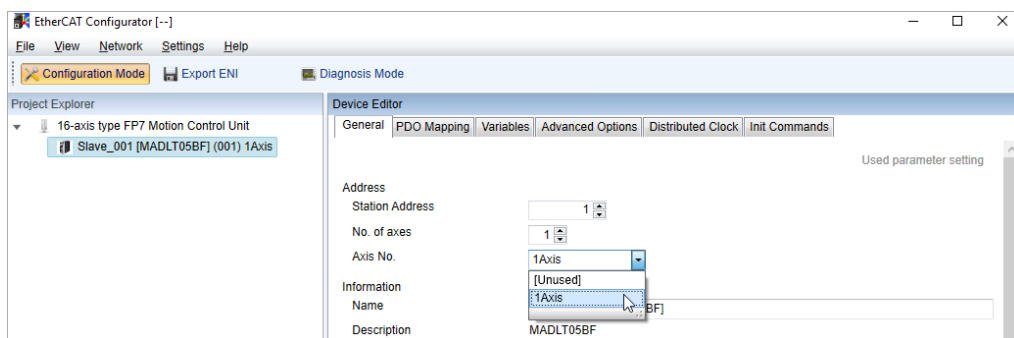 EtherCAT Configurator [--]
File View Network Settings Help
Configuration Mode Export ENI Diagnosis Mode
Project Explorer
Device Editor
16-axis type FP7 Motion Control Unit
Slave_001 [MADLT05BF] (001) 1Axis
General PDO Mapping Variables Advanced Options Distributed Clock Init Commands
Used parameter setting
Address
Station Address 1
No. of axes 1
Axis No. 1Axis
[Unused]
1Axis
Information
Name BF]
Description MADLT05BF